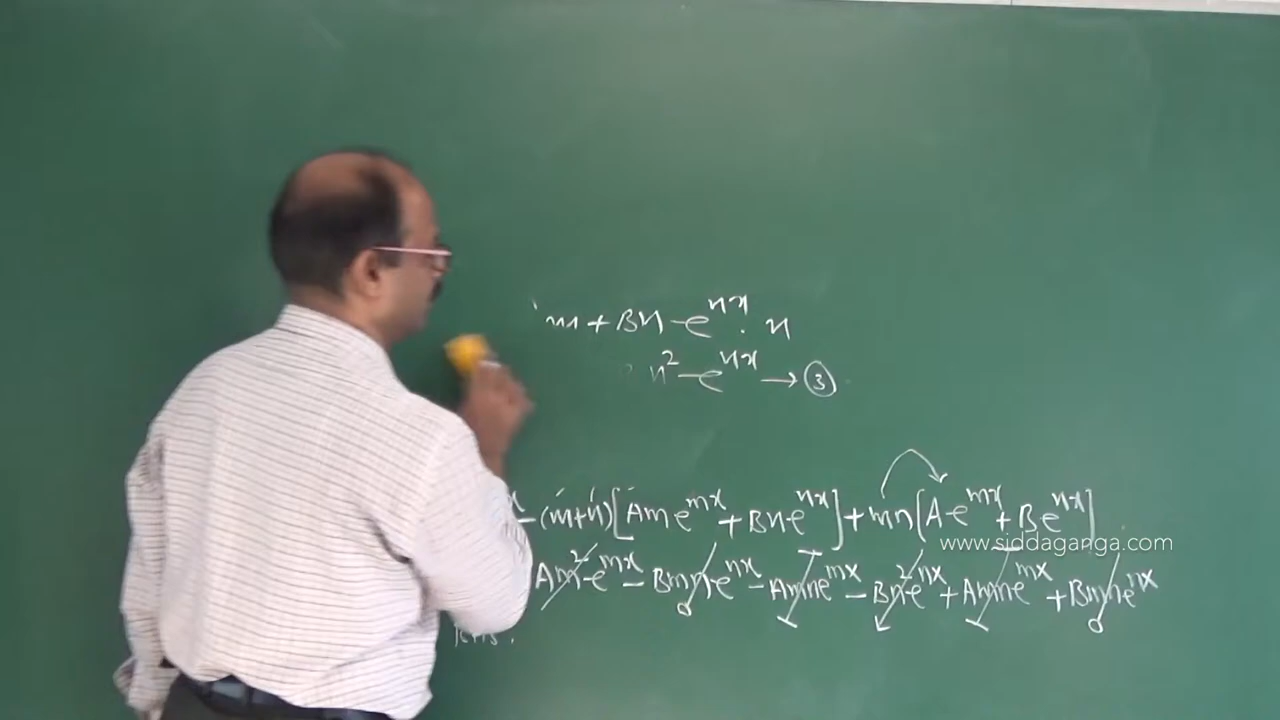 m + Bn e^{nx} . n
n² e^{nx} → ③
x - (m+n)[Am e^{mx} + Bn e^{nx}] + mn[A e^{mx} + B e^{nx}]
www.siddaganga.com
Am² e^{mx} - Bmn e^{nx} - Amn e^{mx} - Bn² e^{nx} + Amn e^{mx} + Bmn e^{nx}